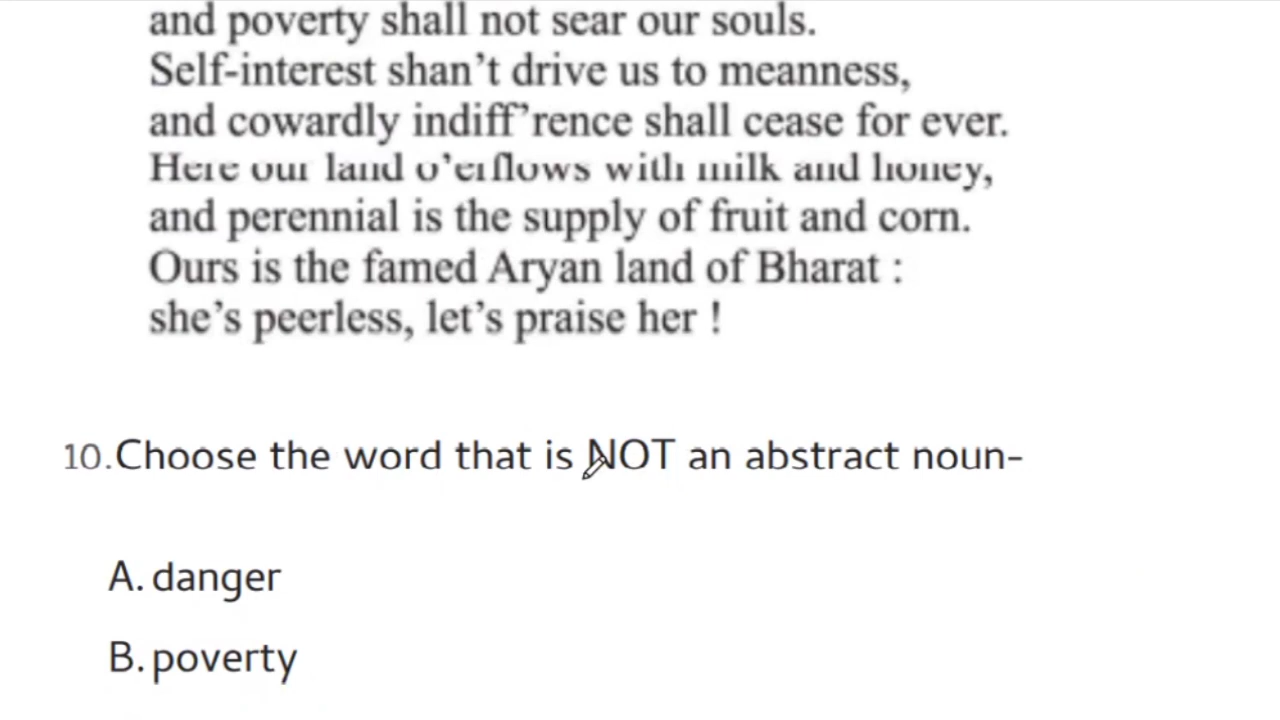 and poverty shall not sear our souls.
Self-interest shan’t drive us to meanness,
and cowardly indiff’rence shall cease for ever.
Here our land o’erflows with milk and honey,
and perennial is the supply of fruit and corn.
Ours is the famed Aryan land of Bharat :
she’s peerless, let’s praise her !
10. Choose the word that is NOT an abstract noun-
A. danger
B. poverty